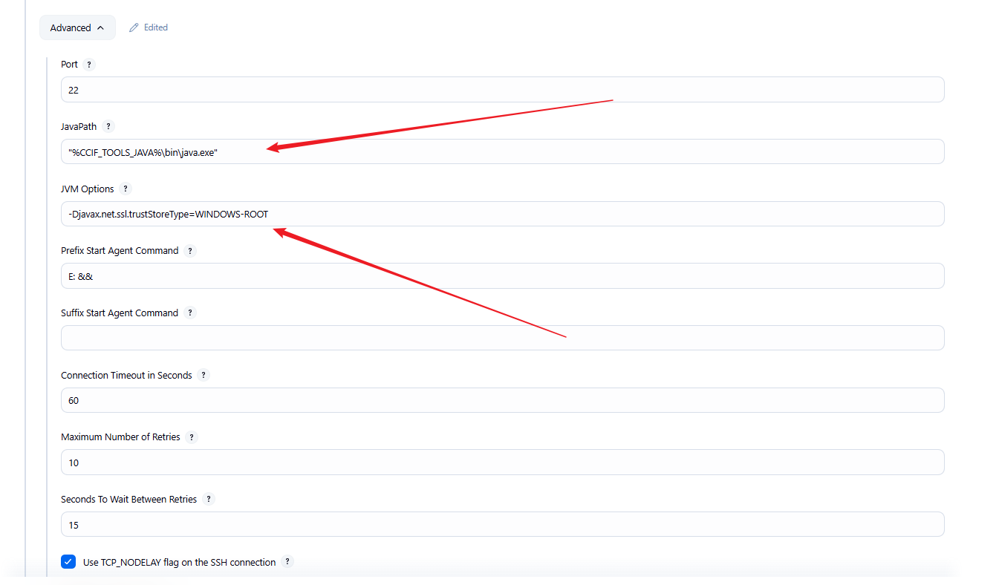 Advanced
Edited
Port ?
22
JavaPath ?
"%CCIF_TOOLS_JAVA%\bin\java.exe"
JVM Options ?
-Djavax.net.ssl.trustStoreType=WINDOWS-ROOT
Prefix Start Agent Command ?
E: &&
Suffix Start Agent Command ?
Connection Timeout in Seconds ?
60
Maximum Number of Retries ?
10
Seconds To Wait Between Retries ?
15
Use TCP_NODELAY flag on the SSH connection ?